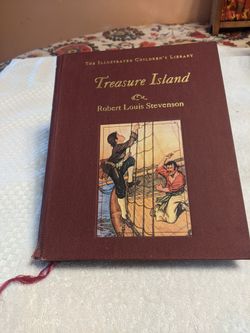 The Illustrated Children's Library
Treasure Island
Robert Louis Stevenson